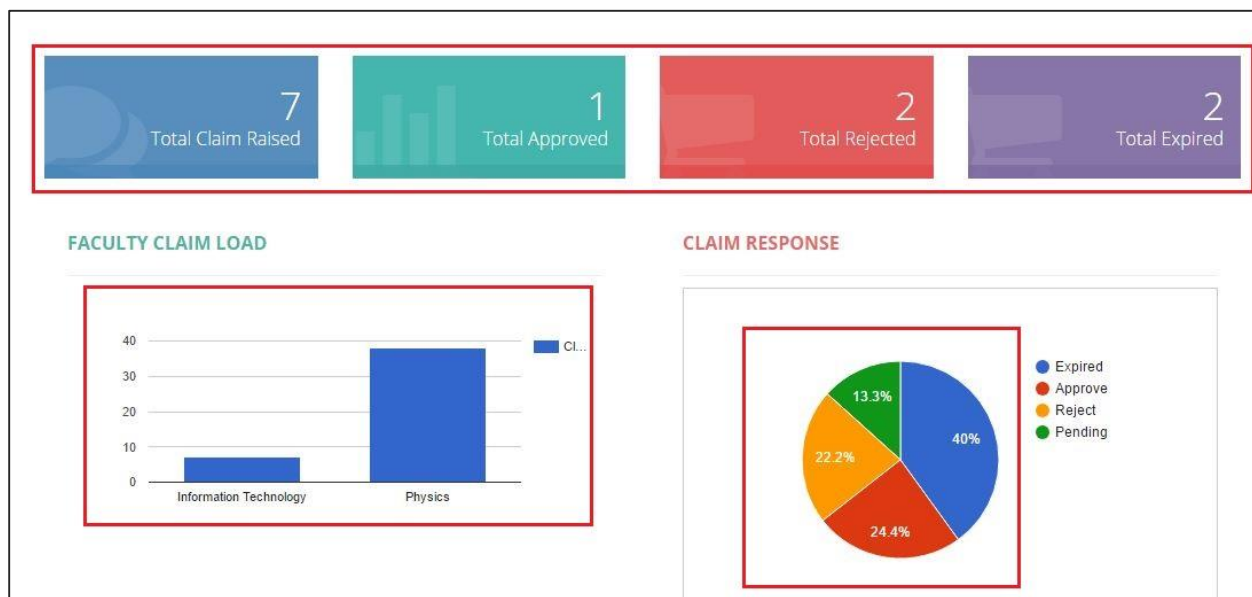 7
Total Claim Raised
1
Total Approved
2
Total Rejected
2
Total Expired
FACULTY CLAIM LOAD
CLAIM RESPONSE
40
30
20
10
0
Cl...
Information Technology
Physics
13.3%
40%
22.2%
24.4%
Expired
Approve
Reject
Pending